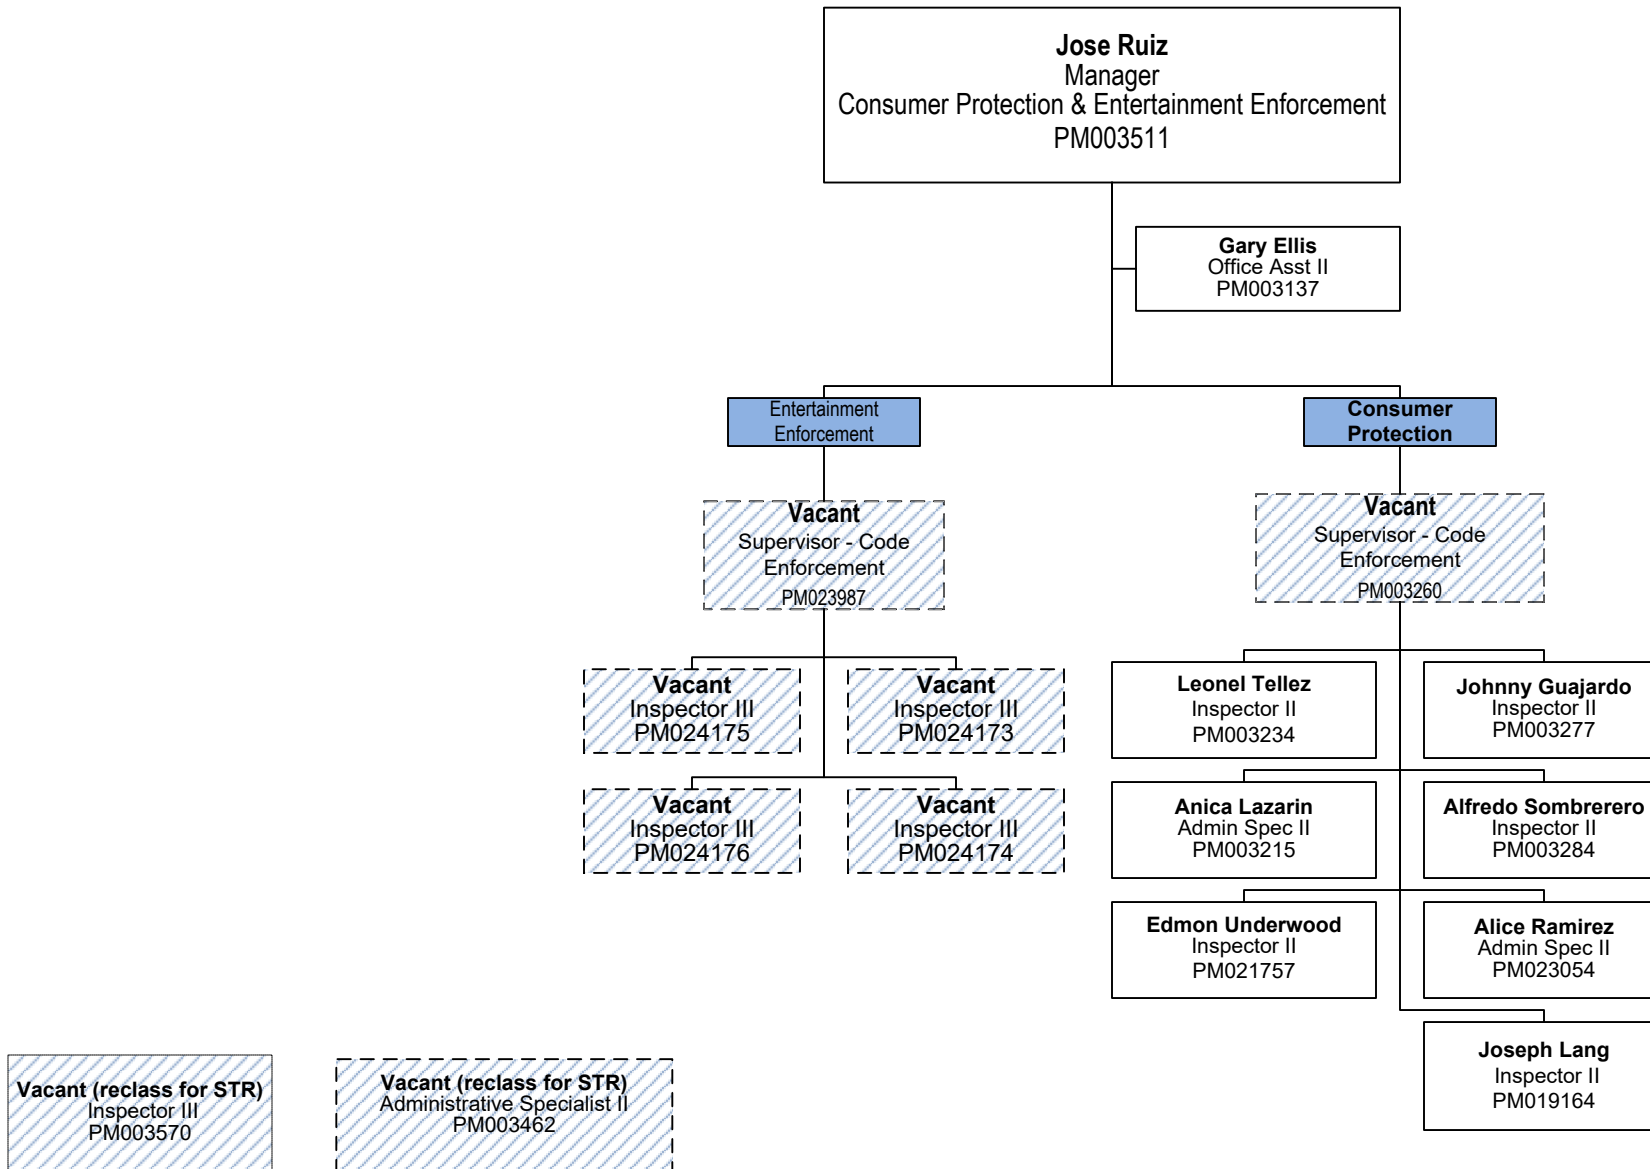 Jose Ruiz
Manager
Consumer Protection & Entertainment Enforcement
PM003511
Gary Ellis
Office Asst II
PM003137
Entertainment
Enforcement
Consumer
Protection
Vacant
Supervisor - Code
Enforcement
PM023987
Vacant
Supervisor - Code
Enforcement
PM003260
Vacant
Inspector III
PM024175
Vacant
Inspector III
PM024173
Vacant
Inspector III
PM024176
Vacant
Inspector III
PM024174
Leonel Tellez
Inspector II
PM003234
Johnny Guajardo
Inspector II
PM003277
Anica Lazarin
Admin Spec II
PM003215
Alfredo Sombrerero
Inspector II
PM003284
Edmon Underwood
Inspector II
PM021757
Alice Ramirez
Admin Spec II
PM023054
Joseph Lang
Inspector II
PM019164
Vacant (reclass for STR)
Inspector III
PM003570
Vacant (reclass for STR)
Administrative Specialist II
PM003462